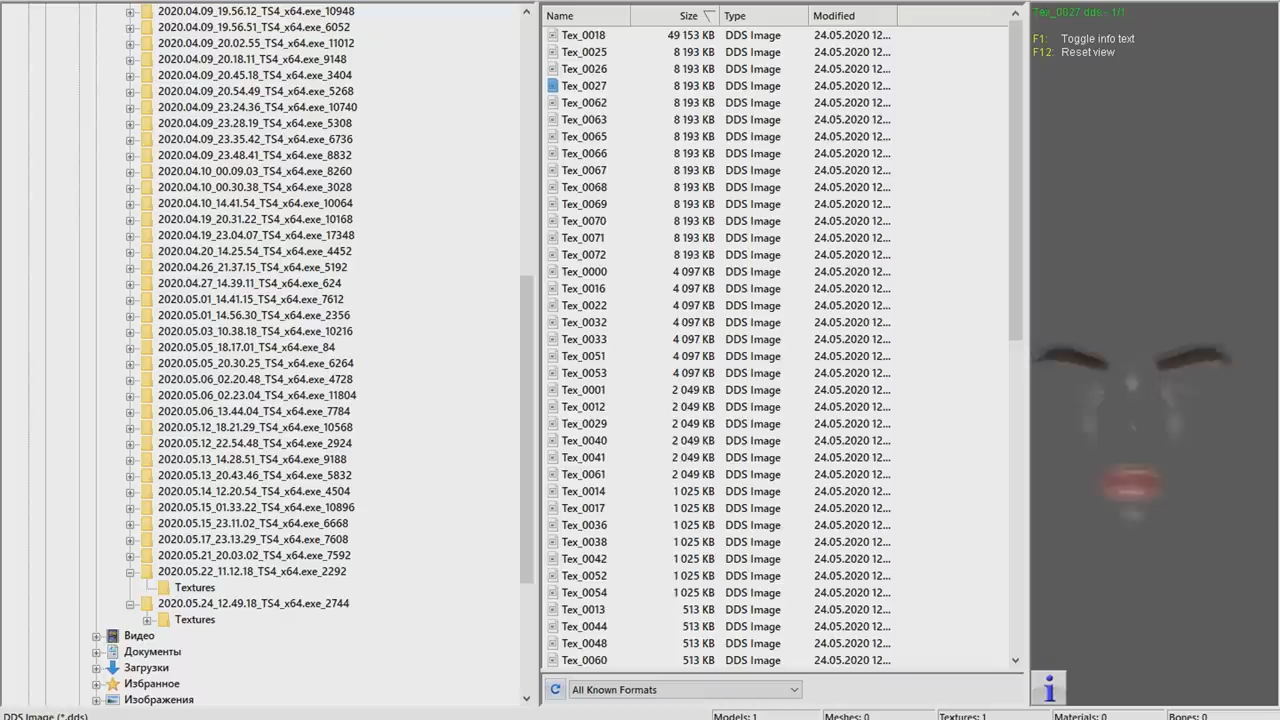 2020.04.09_19.56.12_TS4_x64.exe_10948
2020.04.09_19.56.51_TS4_x64.exe_6052
2020.04.09_20.02.55_TS4_x64.exe_11012
2020.04.09_20.18.11_TS4_x64.exe_9148
2020.04.09_20.45.18_TS4_x64.exe_3404
2020.04.09_20.54.49_TS4_x64.exe_5268
2020.04.09_23.24.36_TS4_x64.exe_10740
2020.04.09_23.28.19_TS4_x64.exe_5308
2020.04.09_23.35.42_TS4_x64.exe_6736
2020.04.09_23.48.41_TS4_x64.exe_8832
2020.04.10_00.09.03_TS4_x64.exe_8260
2020.04.10_00.30.38_TS4_x64.exe_3028
2020.04.10_14.41.54_TS4_x64.exe_10064
2020.04.19_20.31.22_TS4_x64.exe_10168
2020.04.19_23.04.07_TS4_x64.exe_17348
2020.04.20_14.25.54_TS4_x64.exe_4452
2020.04.26_21.37.15_TS4_x64.exe_5192
2020.04.27_14.39.11_TS4_x64.exe_624
2020.05.01_14.41.15_TS4_x64.exe_7612
2020.05.01_14.56.30_TS4_x64.exe_2356
2020.05.03_10.38.18_TS4_x64.exe_10216
2020.05.05_18.17.01_TS4_x64.exe_84
2020.05.05_20.30.25_TS4_x64.exe_6264
2020.05.06_02.20.48_TS4_x64.exe_4728
2020.05.06_02.23.04_TS4_x64.exe_11804
2020.05.06_13.44.04_TS4_x64.exe_7784
2020.05.12_18.21.29_TS4_x64.exe_10568
2020.05.12_22.54.48_TS4_x64.exe_2924
2020.05.13_14.28.51_TS4_x64.exe_9188
2020.05.13_20.43.46_TS4_x64.exe_5832
2020.05.14_12.20.54_TS4_x64.exe_4504
2020.05.15_01.33.22_TS4_x64.exe_10896
2020.05.15_23.11.02_TS4_x64.exe_6668
2020.05.17_23.13.29_TS4_x64.exe_7608
2020.05.21_20.03.02_TS4_x64.exe_7592
2020.05.22_11.12.18_TS4_x64.exe_2292
Textures
2020.05.24_12.49.18_TS4_x64.exe_2744
Textures
Видео
Документы
Загрузки
Избранное
Изображения
Name Size Type Modified
Tex_0018 49 153 KB DDS Image 24.05.2020 12...
Tex_0025 8 193 KB DDS Image 24.05.2020 12...
Tex_0026 8 193 KB DDS Image 24.05.2020 12...
Tex_0027 8 193 KB DDS Image 24.05.2020 12...
Tex_0062 8 193 KB DDS Image 24.05.2020 12...
Tex_0063 8 193 KB DDS Image 24.05.2020 12...
Tex_0065 8 193 KB DDS Image 24.05.2020 12...
Tex_0066 8 193 KB DDS Image 24.05.2020 12...
Tex_0067 8 193 KB DDS Image 24.05.2020 12...
Tex_0068 8 193 KB DDS Image 24.05.2020 12...
Tex_0069 8 193 KB DDS Image 24.05.2020 12...
Tex_0070 8 193 KB DDS Image 24.05.2020 12...
Tex_0071 8 193 KB DDS Image 24.05.2020 12...
Tex_0072 8 193 KB DDS Image 24.05.2020 12...
Tex_0000 4 097 KB DDS Image 24.05.2020 12...
Tex_0016 4 097 KB DDS Image 24.05.2020 12...
Tex_0022 4 097 KB DDS Image 24.05.2020 12...
Tex_0032 4 097 KB DDS Image 24.05.2020 12...
Tex_0033 4 097 KB DDS Image 24.05.2020 12...
Tex_0051 4 097 KB DDS Image 24.05.2020 12...
Tex_0053 4 097 KB DDS Image 24.05.2020 12...
Tex_0001 2 049 KB DDS Image 24.05.2020 12...
Tex_0012 2 049 KB DDS Image 24.05.2020 12...
Tex_0029 2 049 KB DDS Image 24.05.2020 12...
Tex_0040 2 049 KB DDS Image 24.05.2020 12...
Tex_0041 2 049 KB DDS Image 24.05.2020 12...
Tex_0061 2 049 KB DDS Image 24.05.2020 12...
Tex_0014 1 025 KB DDS Image 24.05.2020 12...
Tex_0017 1 025 KB DDS Image 24.05.2020 12...
Tex_0036 1 025 KB DDS Image 24.05.2020 12...
Tex_0038 1 025 KB DDS Image 24.05.2020 12...
Tex_0042 1 025 KB DDS Image 24.05.2020 12...
Tex_0052 1 025 KB DDS Image 24.05.2020 12...
Tex_0054 1 025 KB DDS Image 24.05.2020 12...
Tex_0013 513 KB DDS Image 24.05.2020 12...
Tex_0044 513 KB DDS Image 24.05.2020 12...
Tex_0048 513 KB DDS Image 24.05.2020 12...
Tex_0060 513 KB DDS Image 24.05.2020 12...
All Known Formats
Tex_0027 dds - 1/1
F1: Toggle info text
F12: Reset view
DDS Image (*.dds) Models: 1 Meshes: 0 Textures: 1 Materials: 0 Bones: 0